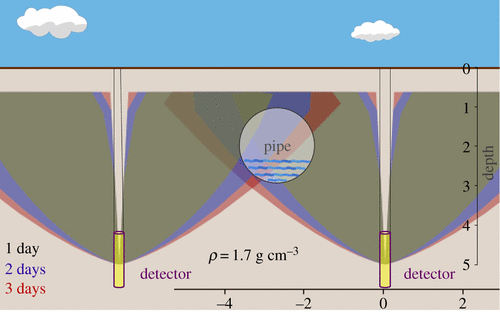 0
1
pipe
2
depth
3
4
1 day
ρ = 1.7 g cm⁻³
2 days
5
detector
detector
3 days
−4
−2
0
2